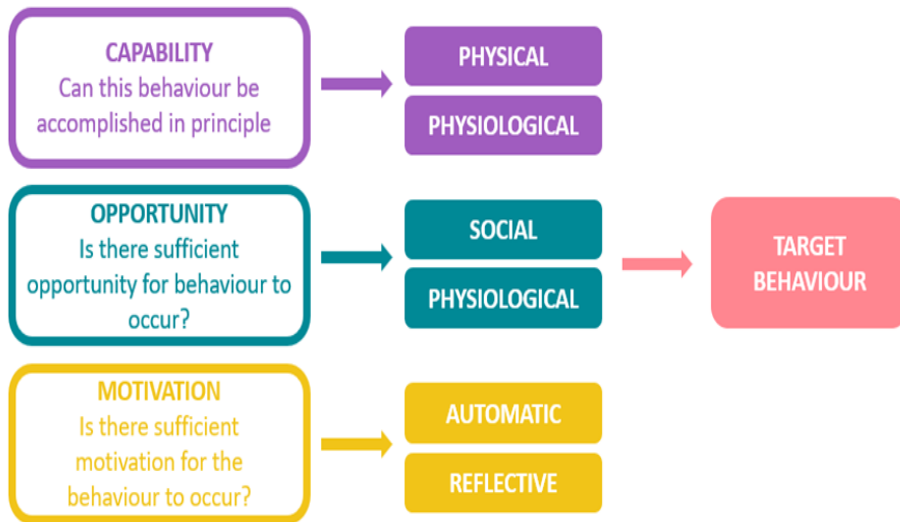 CAPABILITY
Can this behaviour be
accomplished in principle
PHYSICAL
PHYSIOLOGICAL
OPPORTUNITY
Is there sufficient
opportunity for behaviour to
occur?
SOCIAL
PHYSIOLOGICAL
TARGET
BEHAVIOUR
MOTIVATION
Is there sufficient
motivation for the
behaviour to occur?
AUTOMATIC
REFLECTIVE